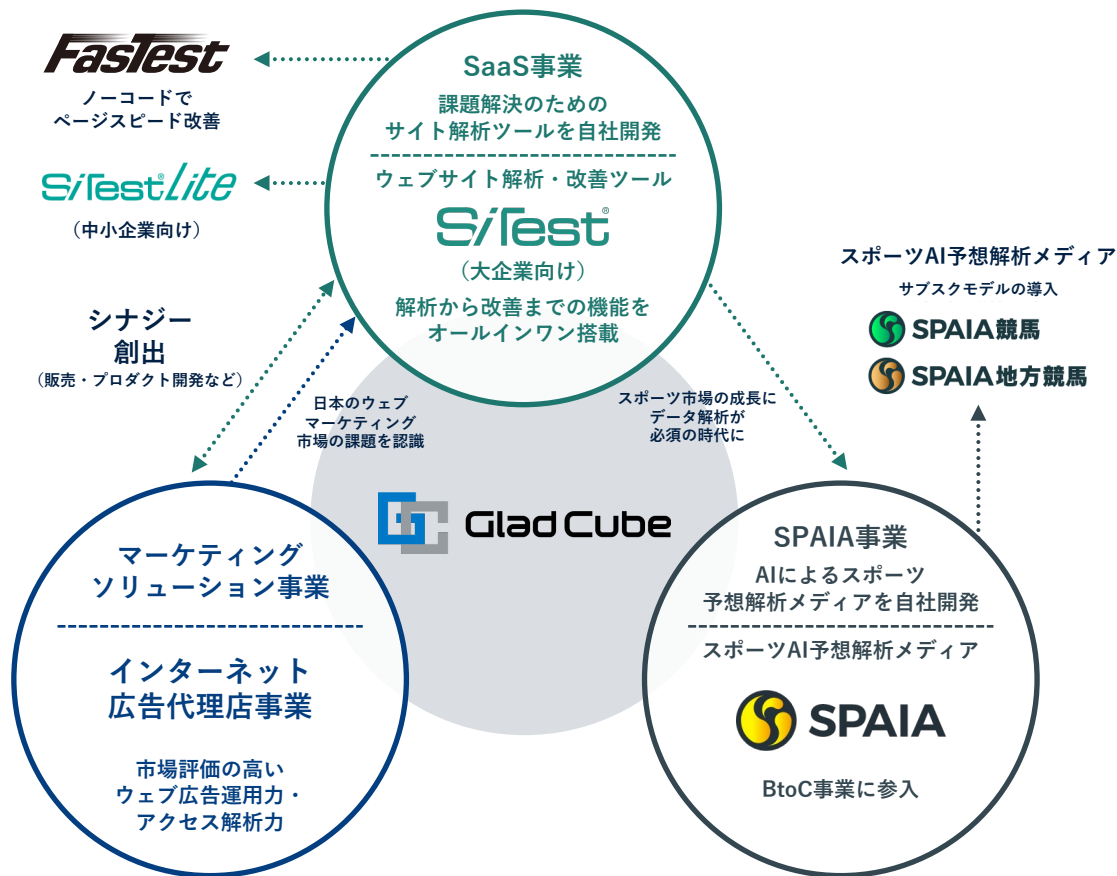 FasTest
ノーコードで
ページスピード改善
SiTest® Lite
（中小企業向け）
SaaS事業
課題解決のための
サイト解析ツールを自社開発
ウェブサイト解析・改善ツール
SiTest®
（大企業向け）
解析から改善までの機能を
オールインワン搭載
スポーツAI予想解析メディア
サブスクモデルの導入
SPAIA競馬
SPAIA地方競馬
シナジー
創出
（販売・プロダクト開発など）
日本のウェブ
マーケティング
市場の課題を認識
スポーツ市場の成長に
データ解析が
必須の時代に
GC Glad Cube
マーケティング
ソリューション事業
インターネット
広告代理店事業
市場評価の高い
ウェブ広告運用力・
アクセス解析力
SPAIA事業
AIによるスポーツ
予想解析メディアを自社開発
スポーツAI予想解析メディア
SPAIA
BtoC事業に参入